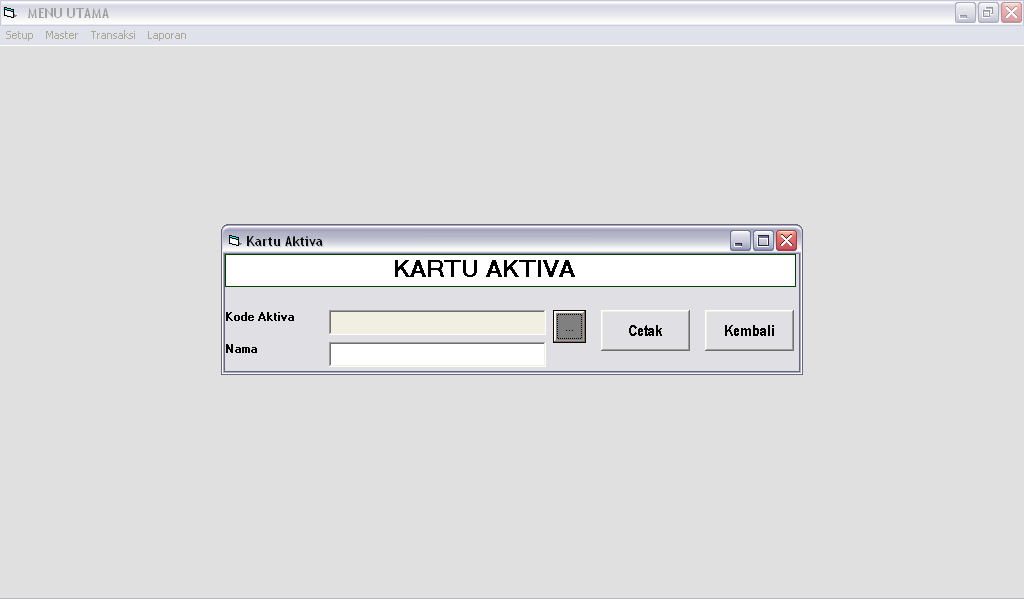 MENU UTAMA
Setup Master Transaksi Laporan
Kartu Aktiva
KARTU AKTIVA
Kode Aktiva ... Cetak Kembali
Nama